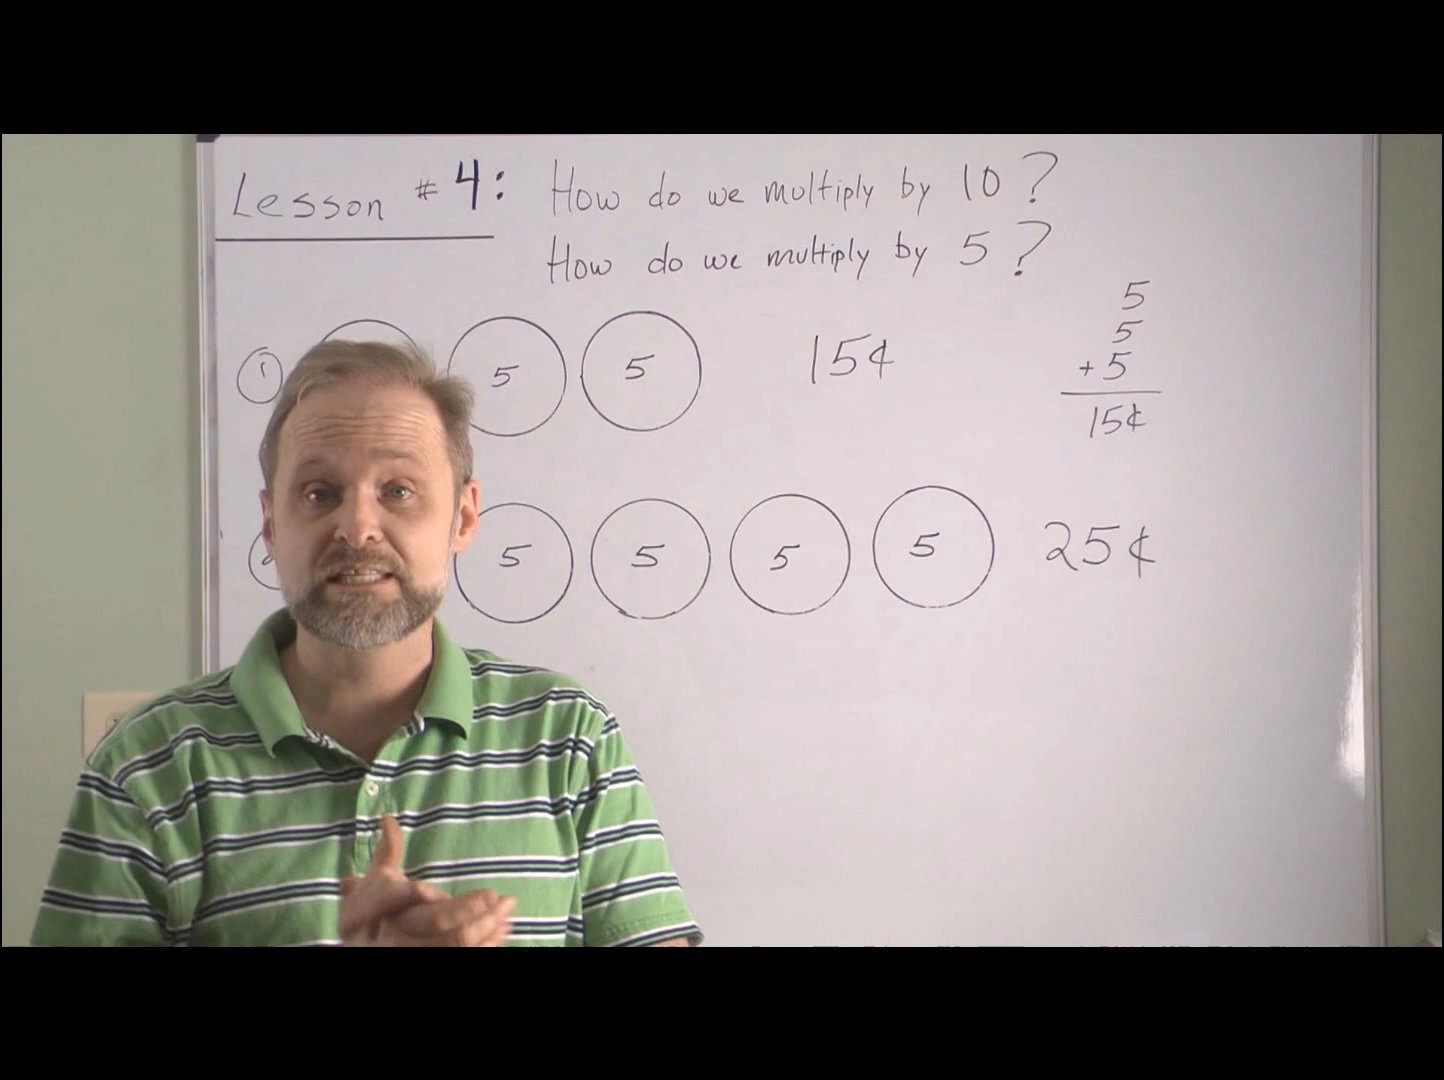 Lesson # 4: How do we multiply by 10?
How do we multiply by 5?
5
5
+5
15¢
1 5 5 15¢
5 5 5 5 25¢